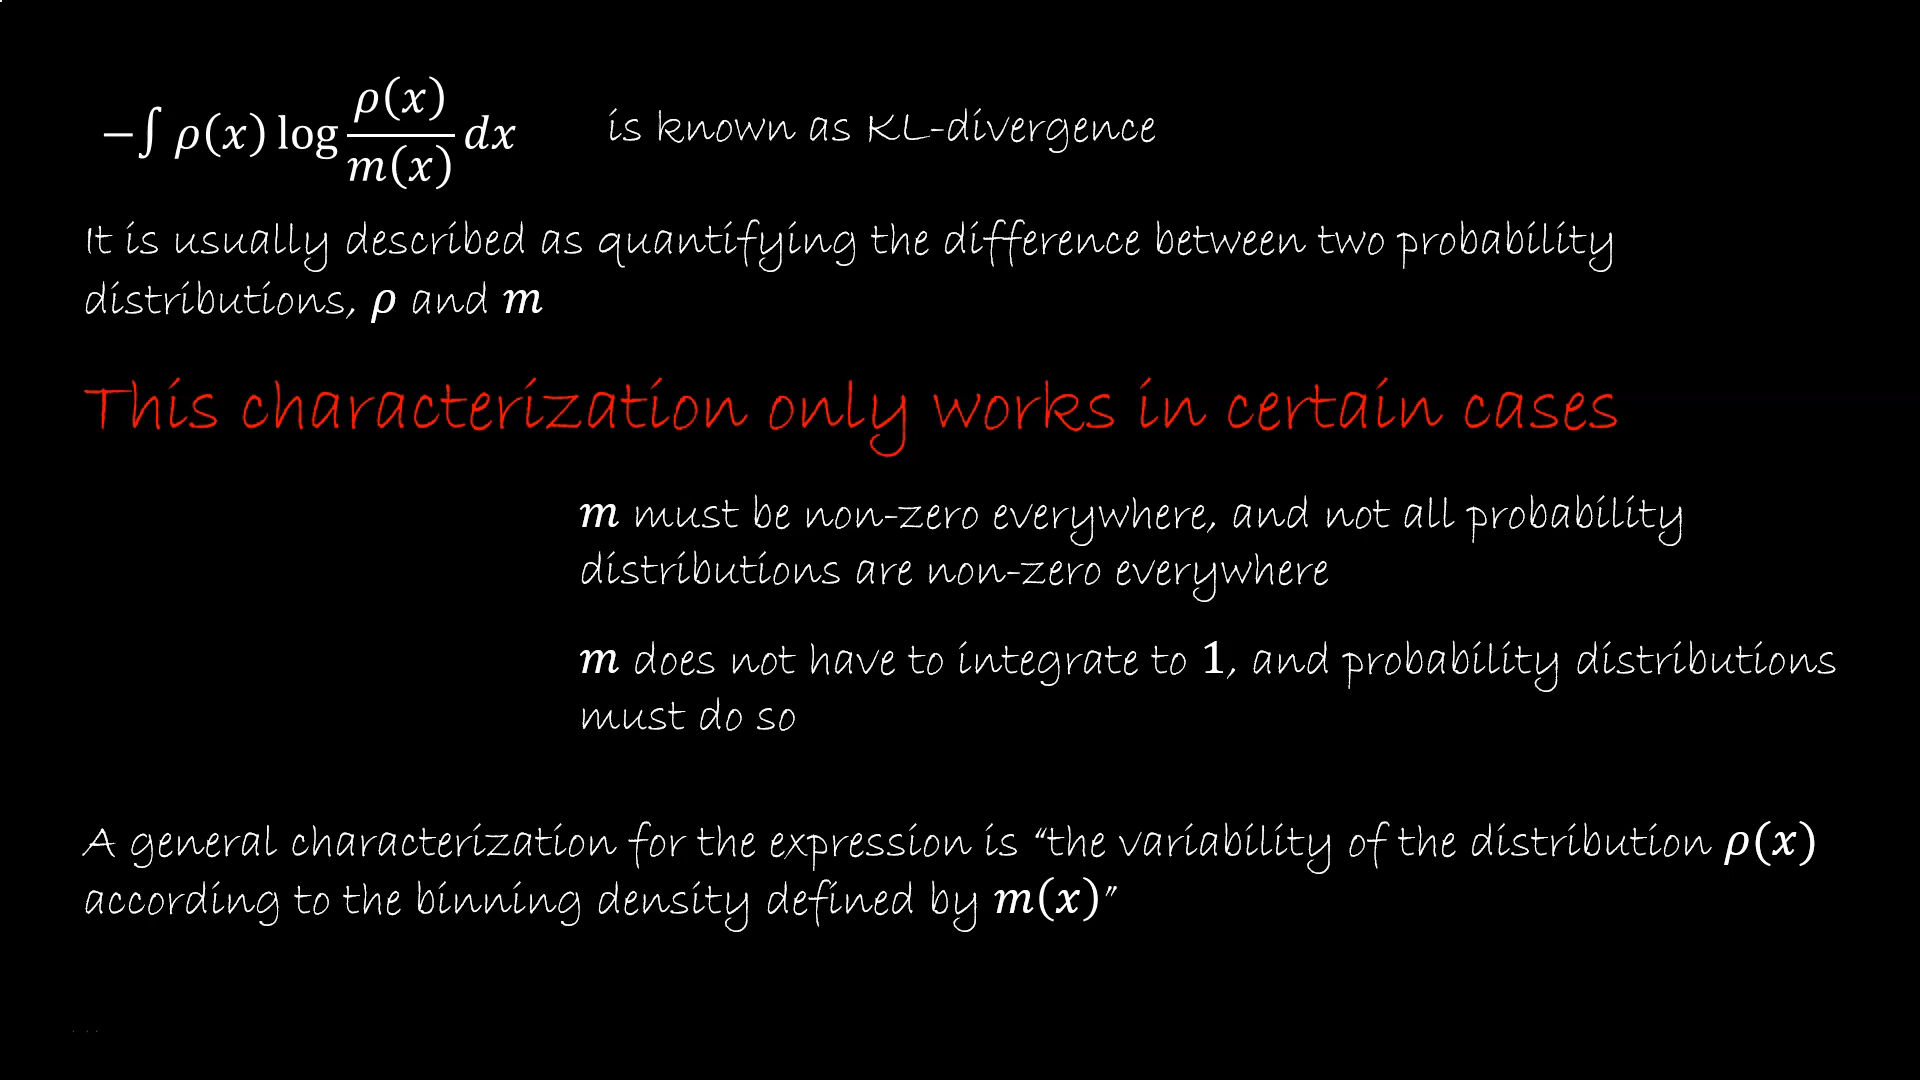 −∫ ρ(x) log ρ(x)/m(x) dx is known as KL-divergence
It is usually described as quantifying the difference between two probability
distributions, ρ and m
This characterization only works in certain cases
m must be non-zero everywhere, and not all probability
distributions are non-zero everywhere
m does not have to integrate to 1, and probability distributions
must do so
A general characterization for the expression is “the variability of the distribution ρ(x)
according to the binning density defined by m(x)”